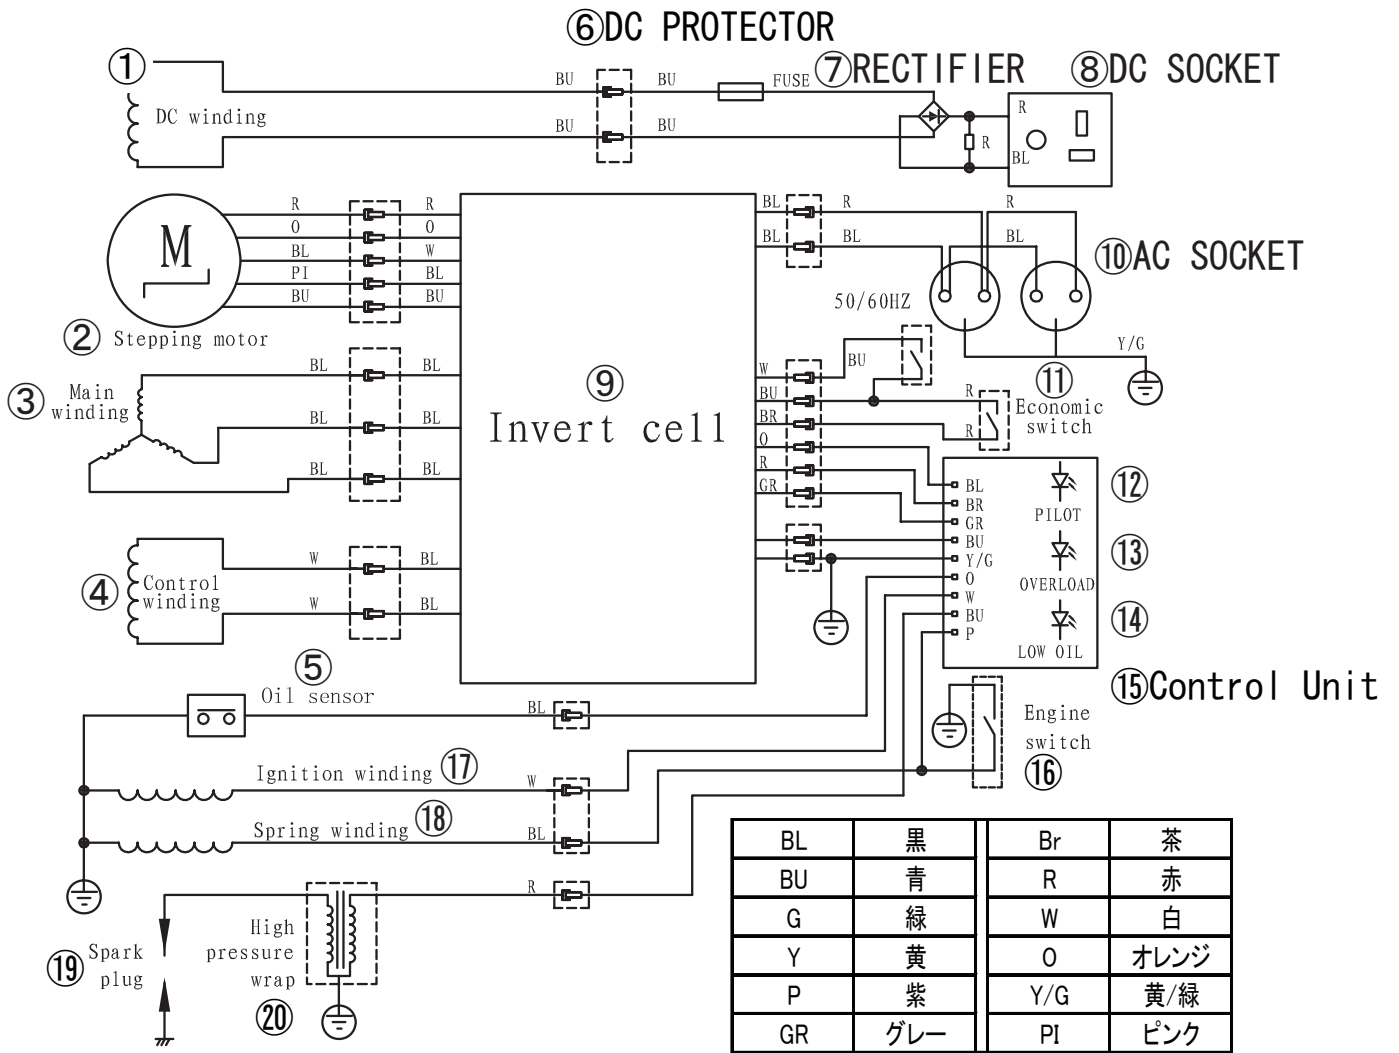 ⑥DC PROTECTOR
① BU BU FUSE ⑦RECTIFIER ⑧DC SOCKET
DC winding
BU BU
R
R
BL
M
R R
O O
BL W
PI BL
BU BU
② Stepping motor
BL R R
BL BL BL
⑩AC SOCKET
50/60HZ
Y/G
③ Main
winding
BL BL
BL BL
BL BL
⑨
Invert cell
W BU
BU R
BR R
O
R
GR
⑪
Economic
switch
④ Control
winding
W BL
W BL
BL
BR
GR
BU
Y/G
O
W
BU
P
⑫
PILOT
⑬
OVERLOAD
⑭
LOW OIL
⑮Control Unit
⑤
Oil sensor
BL
Engine
switch
⑯
Ignition winding ⑰ W
Spring winding ⑱ BL
R
⑲ Spark
plug
High
pressure
wrap
⑳
BL 黒 Br 茶
BU 青 R 赤
G 緑 W 白
Y 黄 O オレンジ
P 紫 Y/G 黄/緑
GR グレー PI ピンク